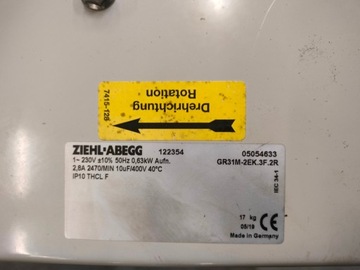 7415-125
Drehrichtung
Rotation
ZIEHL-ABEGG 122354 05054633
1~ 230V ±10% 50Hz 0,63kW Aufn. GR31M-2EK.3F.2R
2,8A 2470/MIN 10uF/400V 40°C
IP10 THCL F
IEC 34-1
17 kg
05/18
Made in Germany